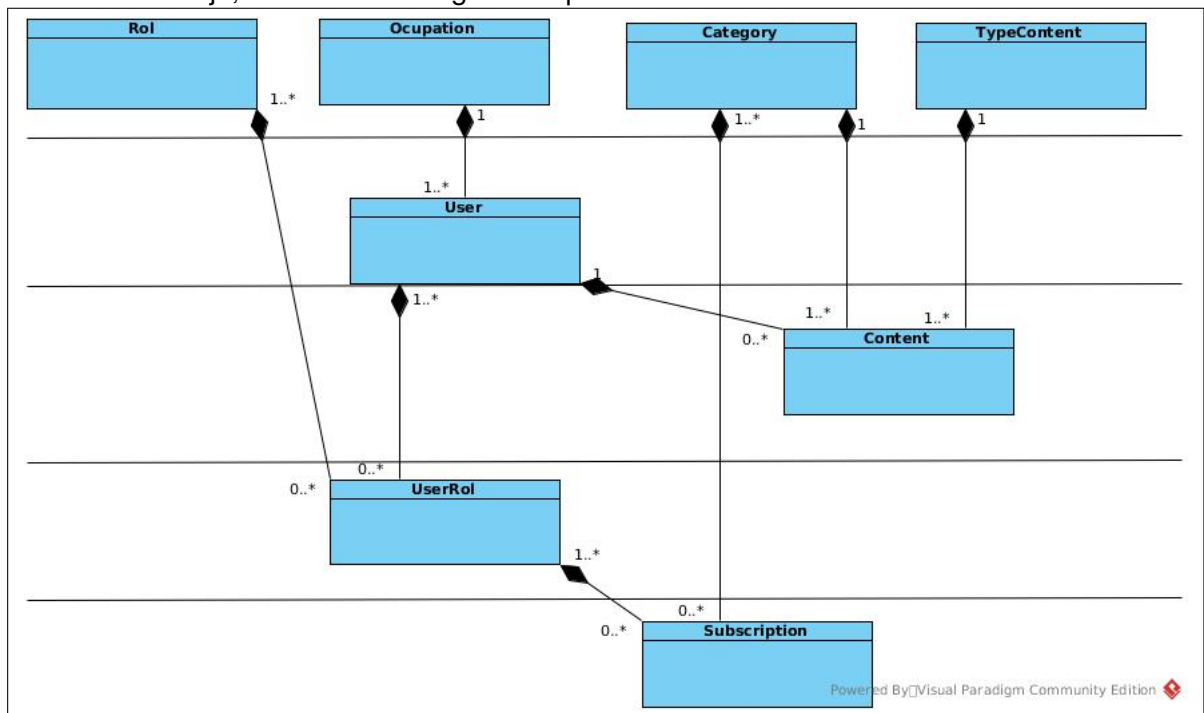 Rol Ocupation Category TypeContent
1..* 1 1..* 1 1
1..*
User
1
1..* 1..* 1..*
0..* Content
0..*
0..* UserRol
1..*
0..*
0..* Subscription
Powered By Visual Paradigm Community Edition